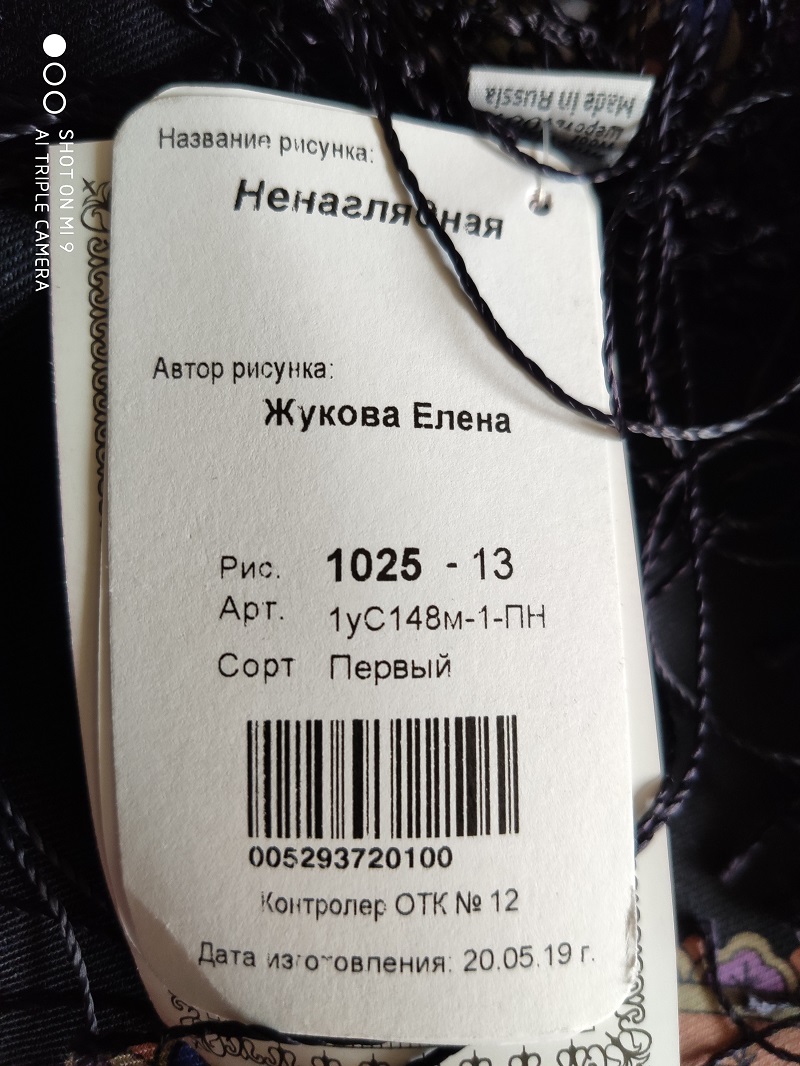 Название рисунка:
Ненаглядная
Автор рисунка:
Жукова Елена
Рис. 1025 - 13
Арт. 1уС148м-1-ПН
Сорт Первый
005293720100
Контролер ОТК № 12
Дата изготовления: 20.05.19 г.
Made in Russia
SHOT ON MI 9
AI TRIPLE CAMERA